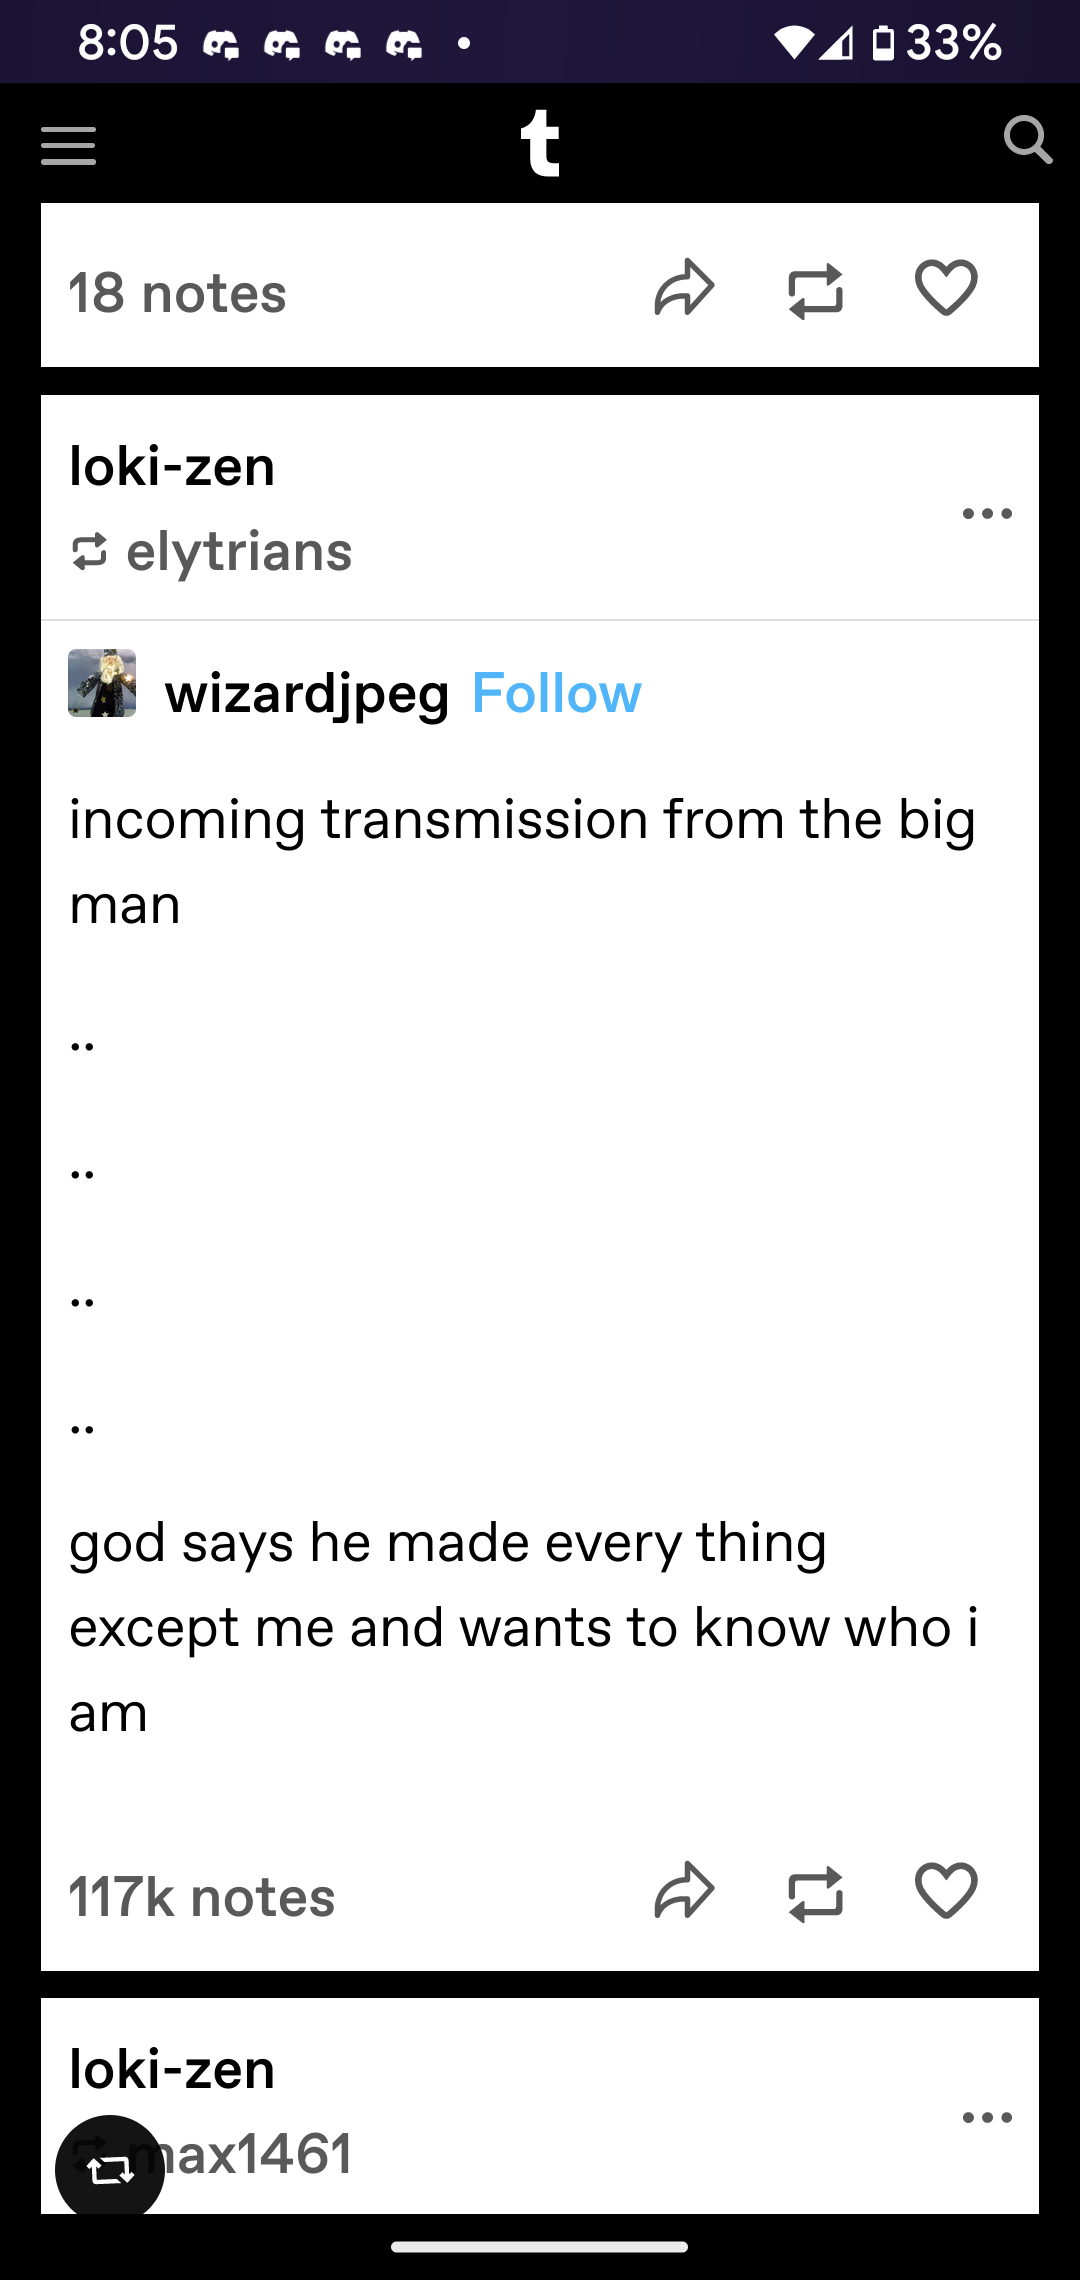 8:05
33%
t
18 notes
loki-zen
elytrians
wizardjpeg Follow
incoming transmission from the big
man
..
..
..
..
god says he made every thing
except me and wants to know who i
am
117k notes
loki-zen
max1461